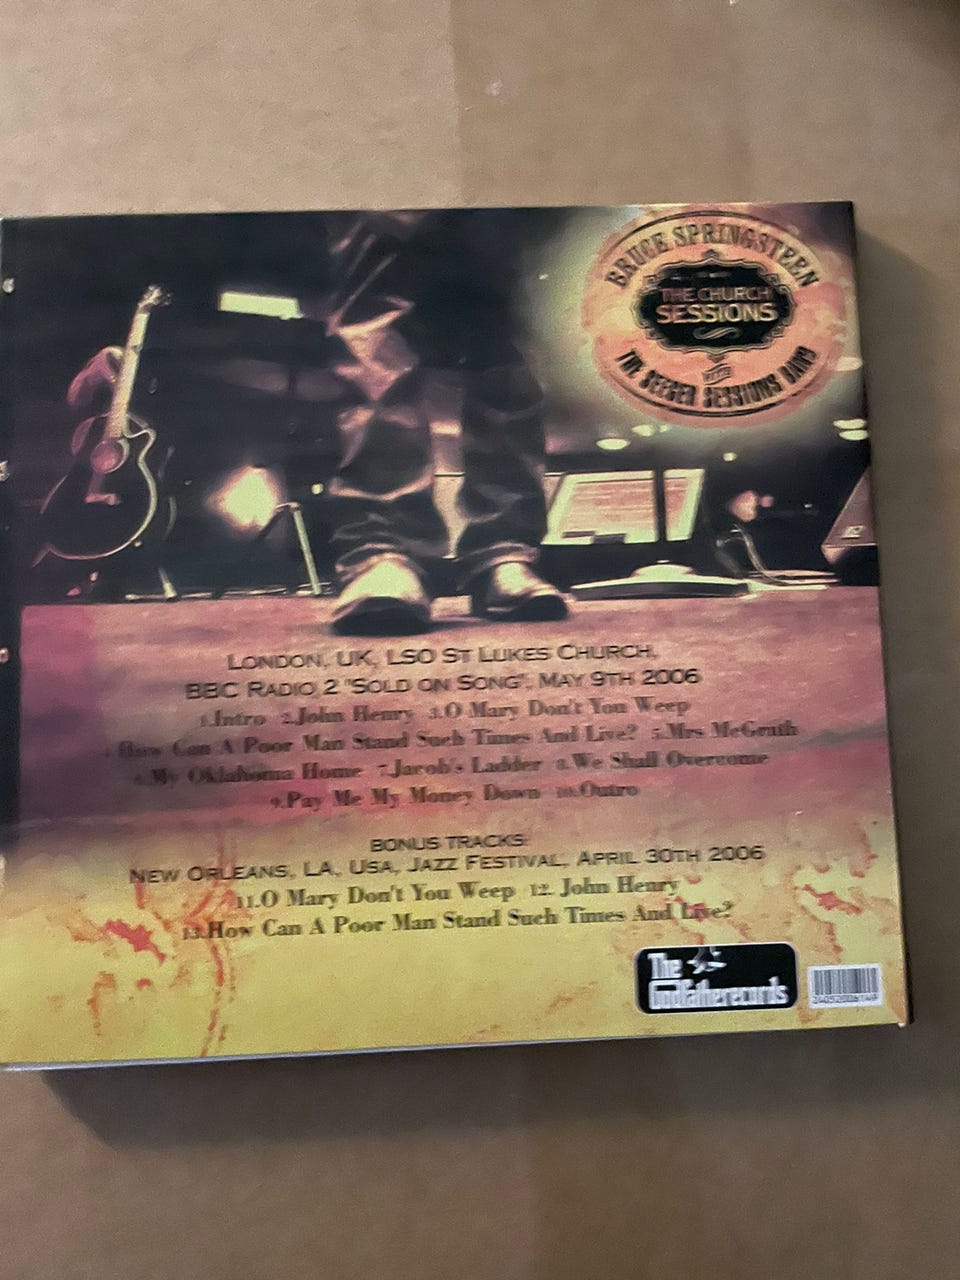 BRUCE SPRINGSTEEN
THE CHURCH
SESSIONS
WITH
THE SEEGER SESSIONS BAND
LONDON, UK, LSO ST LUKES CHURCH,
BBC RADIO 2 "SOLD ON SONG", MAY 9TH 2006
1.Intro 2.John Henry 3.O Mary Don't You Weep
4.How Can A Poor Man Stand Such Times And Live? 5.Mrs McGrath
6.My Oklahoma Home 7.Jacob's Ladder 8.We Shall Overcome
9.Pay Me My Money Down 10.Outro
BONUS TRACKS:
NEW ORLEANS, LA, USA, JAZZ FESTIVAL, APRIL 30TH 2006
11.O Mary Don't You Weep 12. John Henry
13.How Can A Poor Man Stand Such Times And Live?
The
Godfatherecords